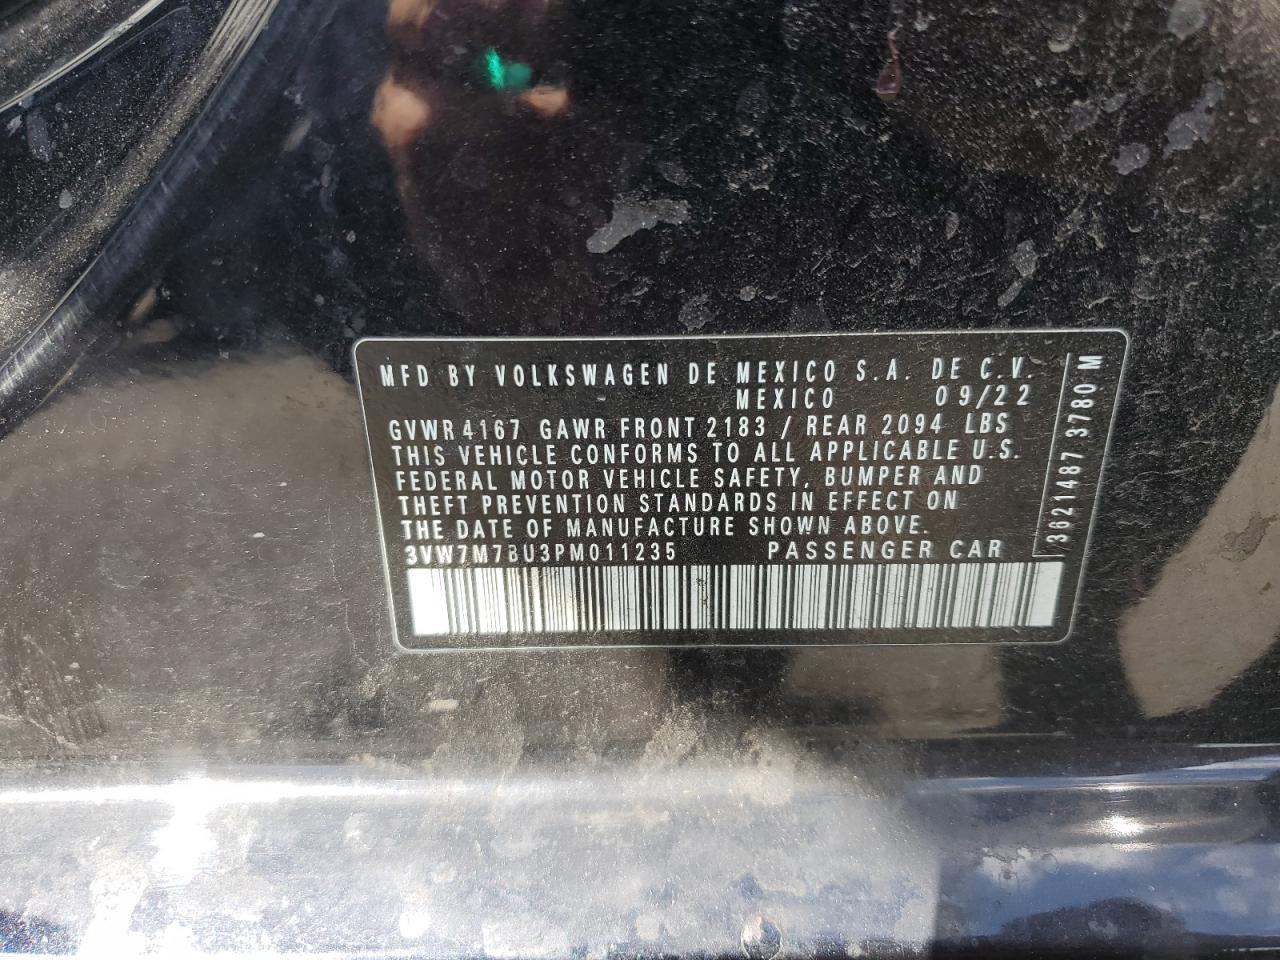 MFD BY VOLKSWAGEN DE MEXICO S.A. DE C.V.
MEXICO 09/22
GVWR 4167 GAWR FRONT 2183 / REAR 2094 LBS
THIS VEHICLE CONFORMS TO ALL APPLICABLE U.S.
FEDERAL MOTOR VEHICLE SAFETY, BUMPER AND
THEFT PREVENTION STANDARDS IN EFFECT ON
THE DATE OF MANUFACTURE SHOWN ABOVE.
3VW7M7BU3PM011235 PASSENGER CAR
3621487 3780 M